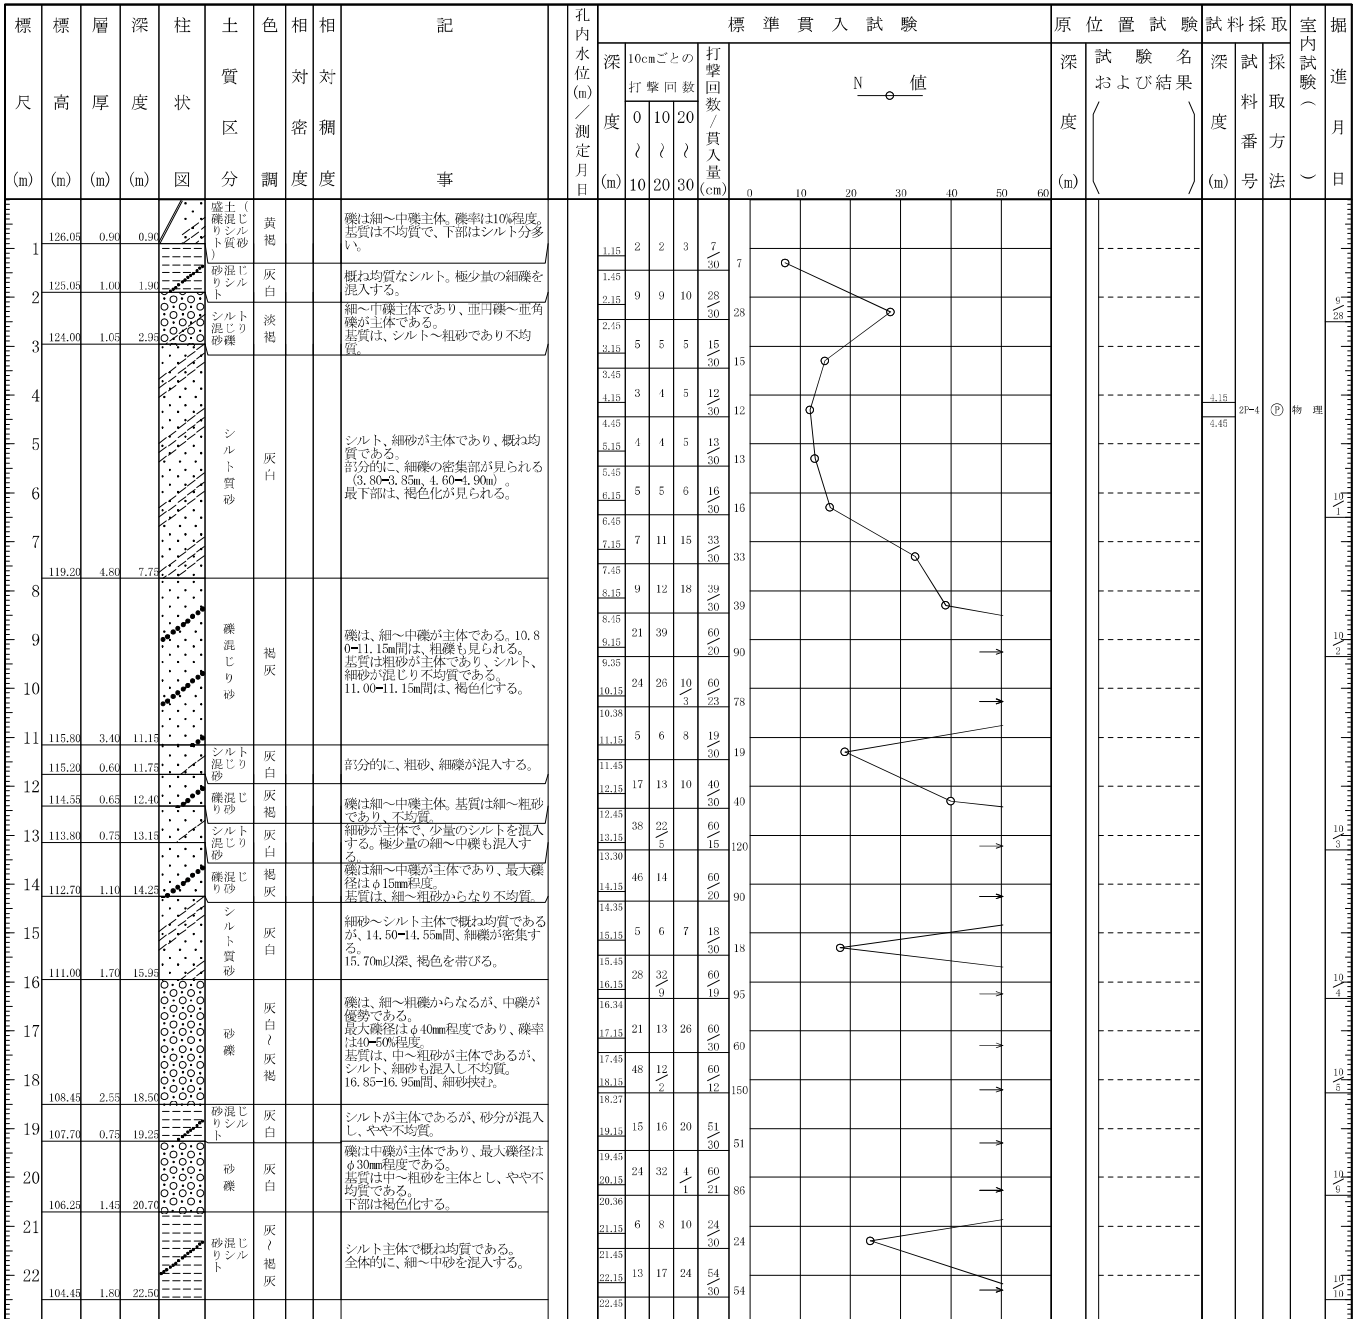 標尺(m)
標高(m)
層厚(m)
深度(m)
柱状図
土質区分
色調
相対密度
相対稠度
記事
孔内水位(m)／測定月日
標準貫入試験
深度(m)
10cmごとの
打撃回数
0 10 20
〜 〜 〜
10 20 30
打撃回数/貫入量(cm)
N 値
0 10 20 30 40 50 60
原位置試験
深度(m)
試験名
および結果
試料採取
深度(m)
試料番号
採取方法
室内試験( )
掘進月日
1
2
3
4
5
6
7
8
9
10
11
12
13
14
15
16
17
18
19
20
21
22
126.05 0.90 0.90
盛土(
礫混じ
りシル
ト質砂
)
黄褐
礫は細〜中礫主体。礫率は10%程度。
基質は不均質で、下部はシルト分多
い。
125.05 1.00 1.90
砂混じ
りシル
ト
灰白
概ね均質なシルト。極少量の細礫を
混入する。
124.00 1.05 2.95
シルト
混じり
砂礫
淡褐
細〜中礫主体であり、亜円礫〜亜角
礫が主体である。
基質は、シルト〜粗砂であり不均
質。
119.20 4.80 7.75
シルト質砂
灰白
シルト、細砂が主体であり、概ね均
質である。
部分的に、細礫の密集部が見られる
(3.80-3.85m、4.60-4.90m)。
最下部は、褐色化が見られる。
115.80 3.40 11.15
礫混じり砂
褐灰
礫は、細〜中礫が主体である。10.8
0-11.15m間は、粗礫も見られる。
基質は粗砂が主体であり、シルト、
細砂が混じり不均質である。
11.00-11.15m間は、褐色化する。
115.20 0.60 11.75
シルト
混じり
砂
灰白
部分的に、粗砂、細礫が混入する。
114.55 0.65 12.40
礫混じ
り砂
灰褐
礫は細〜中礫主体。基質は細〜粗砂
であり、不均質。
113.80 0.75 13.15
シルト
混じり
砂
灰白
細砂が主体で、少量のシルトを混入
する。極少量の細〜中礫も混入す
る。
112.70 1.10 14.25
礫混じ
り砂
褐灰
礫は細〜中礫が主体であり、最大礫
径はφ15mm程度。
基質は、細〜粗砂からなり不均質。
111.00 1.70 15.95
シルト質砂
灰白
細砂〜シルト主体で概ね均質である
が、14.50-14.55m間、細礫が密集す
る。
15.70m以深、褐色を帯びる。
108.45 2.55 18.50
砂礫
灰白〜灰褐
礫は、細〜粗礫からなるが、中礫が
優勢である。
最大礫径はφ40mm程度であり、礫率
は40-50%程度。
基質は、中〜粗砂が主体であるが、
シルト、細砂も混入し不均質。
16.85-16.95m間、細砂挟む。
107.70 0.75 19.25
砂混じ
りシル
ト
灰白
シルトが主体であるが、砂分が混入
し、やや不均質。
106.25 1.45 20.70
砂礫
灰白
礫は中礫が主体であり、最大礫径は
φ30mm程度である。
基質は中〜粗砂を主体とし、やや不
均質である。
下部は褐色化する。
104.45 1.80 22.50
砂混じ
りシル
ト
灰〜褐灰
シルト主体で概ね均質である。
全体的に、細〜中砂を混入する。
1.15 2 2 3 7/30 7
1.45
2.15 9 9 10 28/30 28
2.45
3.15 5 5 5 15/30 15
3.45
4.15 3 4 5 12/30 12
4.45
5.15 4 4 5 13/30 13
5.45
6.15 5 5 6 16/30 16
6.45
7.15 7 11 15 33/30 33
7.45
8.15 9 12 18 39/30 39
8.45
9.15 21 39 60/20 90
9.35
10.15 24 26 10/3 60/23 78
10.38
11.15 5 6 8 19/30 19
11.45
12.15 17 13 10 40/30 40
12.45
13.15 38 22/5 60/15 120
13.30
14.15 46 14 60/20 90
14.35
15.15 5 6 7 18/30 18
15.45
16.15 28 32/9 60/19 95
16.34
17.15 21 13 26 60/30 60
17.45
18.15 48 12/2 60/12 150
18.27
19.15 15 16 20 51/30 51
19.45
20.15 24 32 4/1 60/21 86
20.36
21.15 6 8 10 24/30 24
21.45
22.15 13 17 24 54/30 54
22.45
4.15
4.45
2P-4 Ⓟ 物理
9/28
10/1
10/2
10/3
10/4
10/5
10/9
10/10